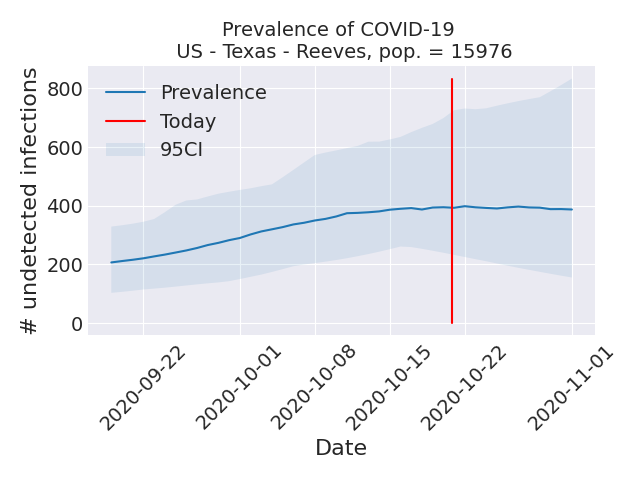 Prevalence of COVID-19
US - Texas - Reeves, pop. = 15976
# undetected infections
800
600
400
200
0
Prevalence
Today
95CI
2020-09-22
2020-10-01
2020-10-08
2020-10-15
2020-10-22
2020-11-01
Date